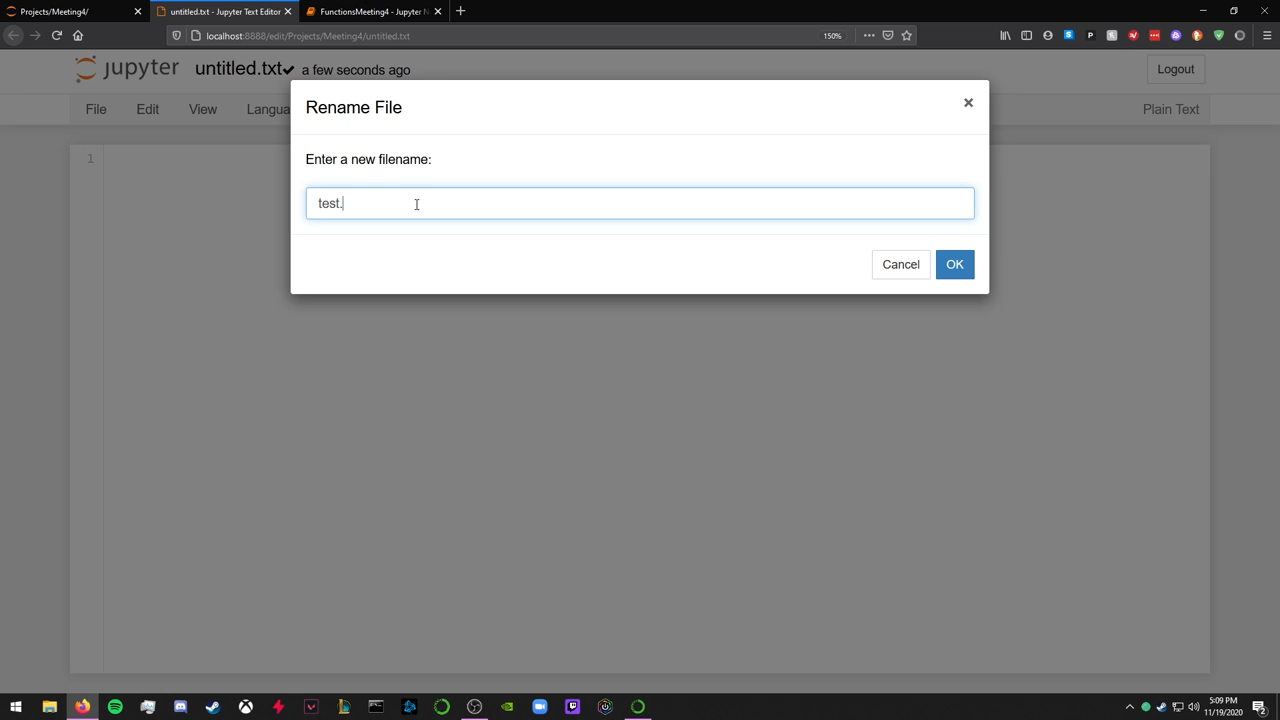 Projects/Meeting4/
untitled.txt - Jupyter Text Editor
FunctionsMeeting4 - Jupyter N
localhost:8888/edit/Projects/Meeting4/untitled.txt
150%
jupyter untitled.txt✔ a few seconds ago
Logout
File Edit View Langua
Plain Text
Rename File
×
Enter a new filename:
test.
Cancel OK
1
5:09 PM
11/19/2020
2